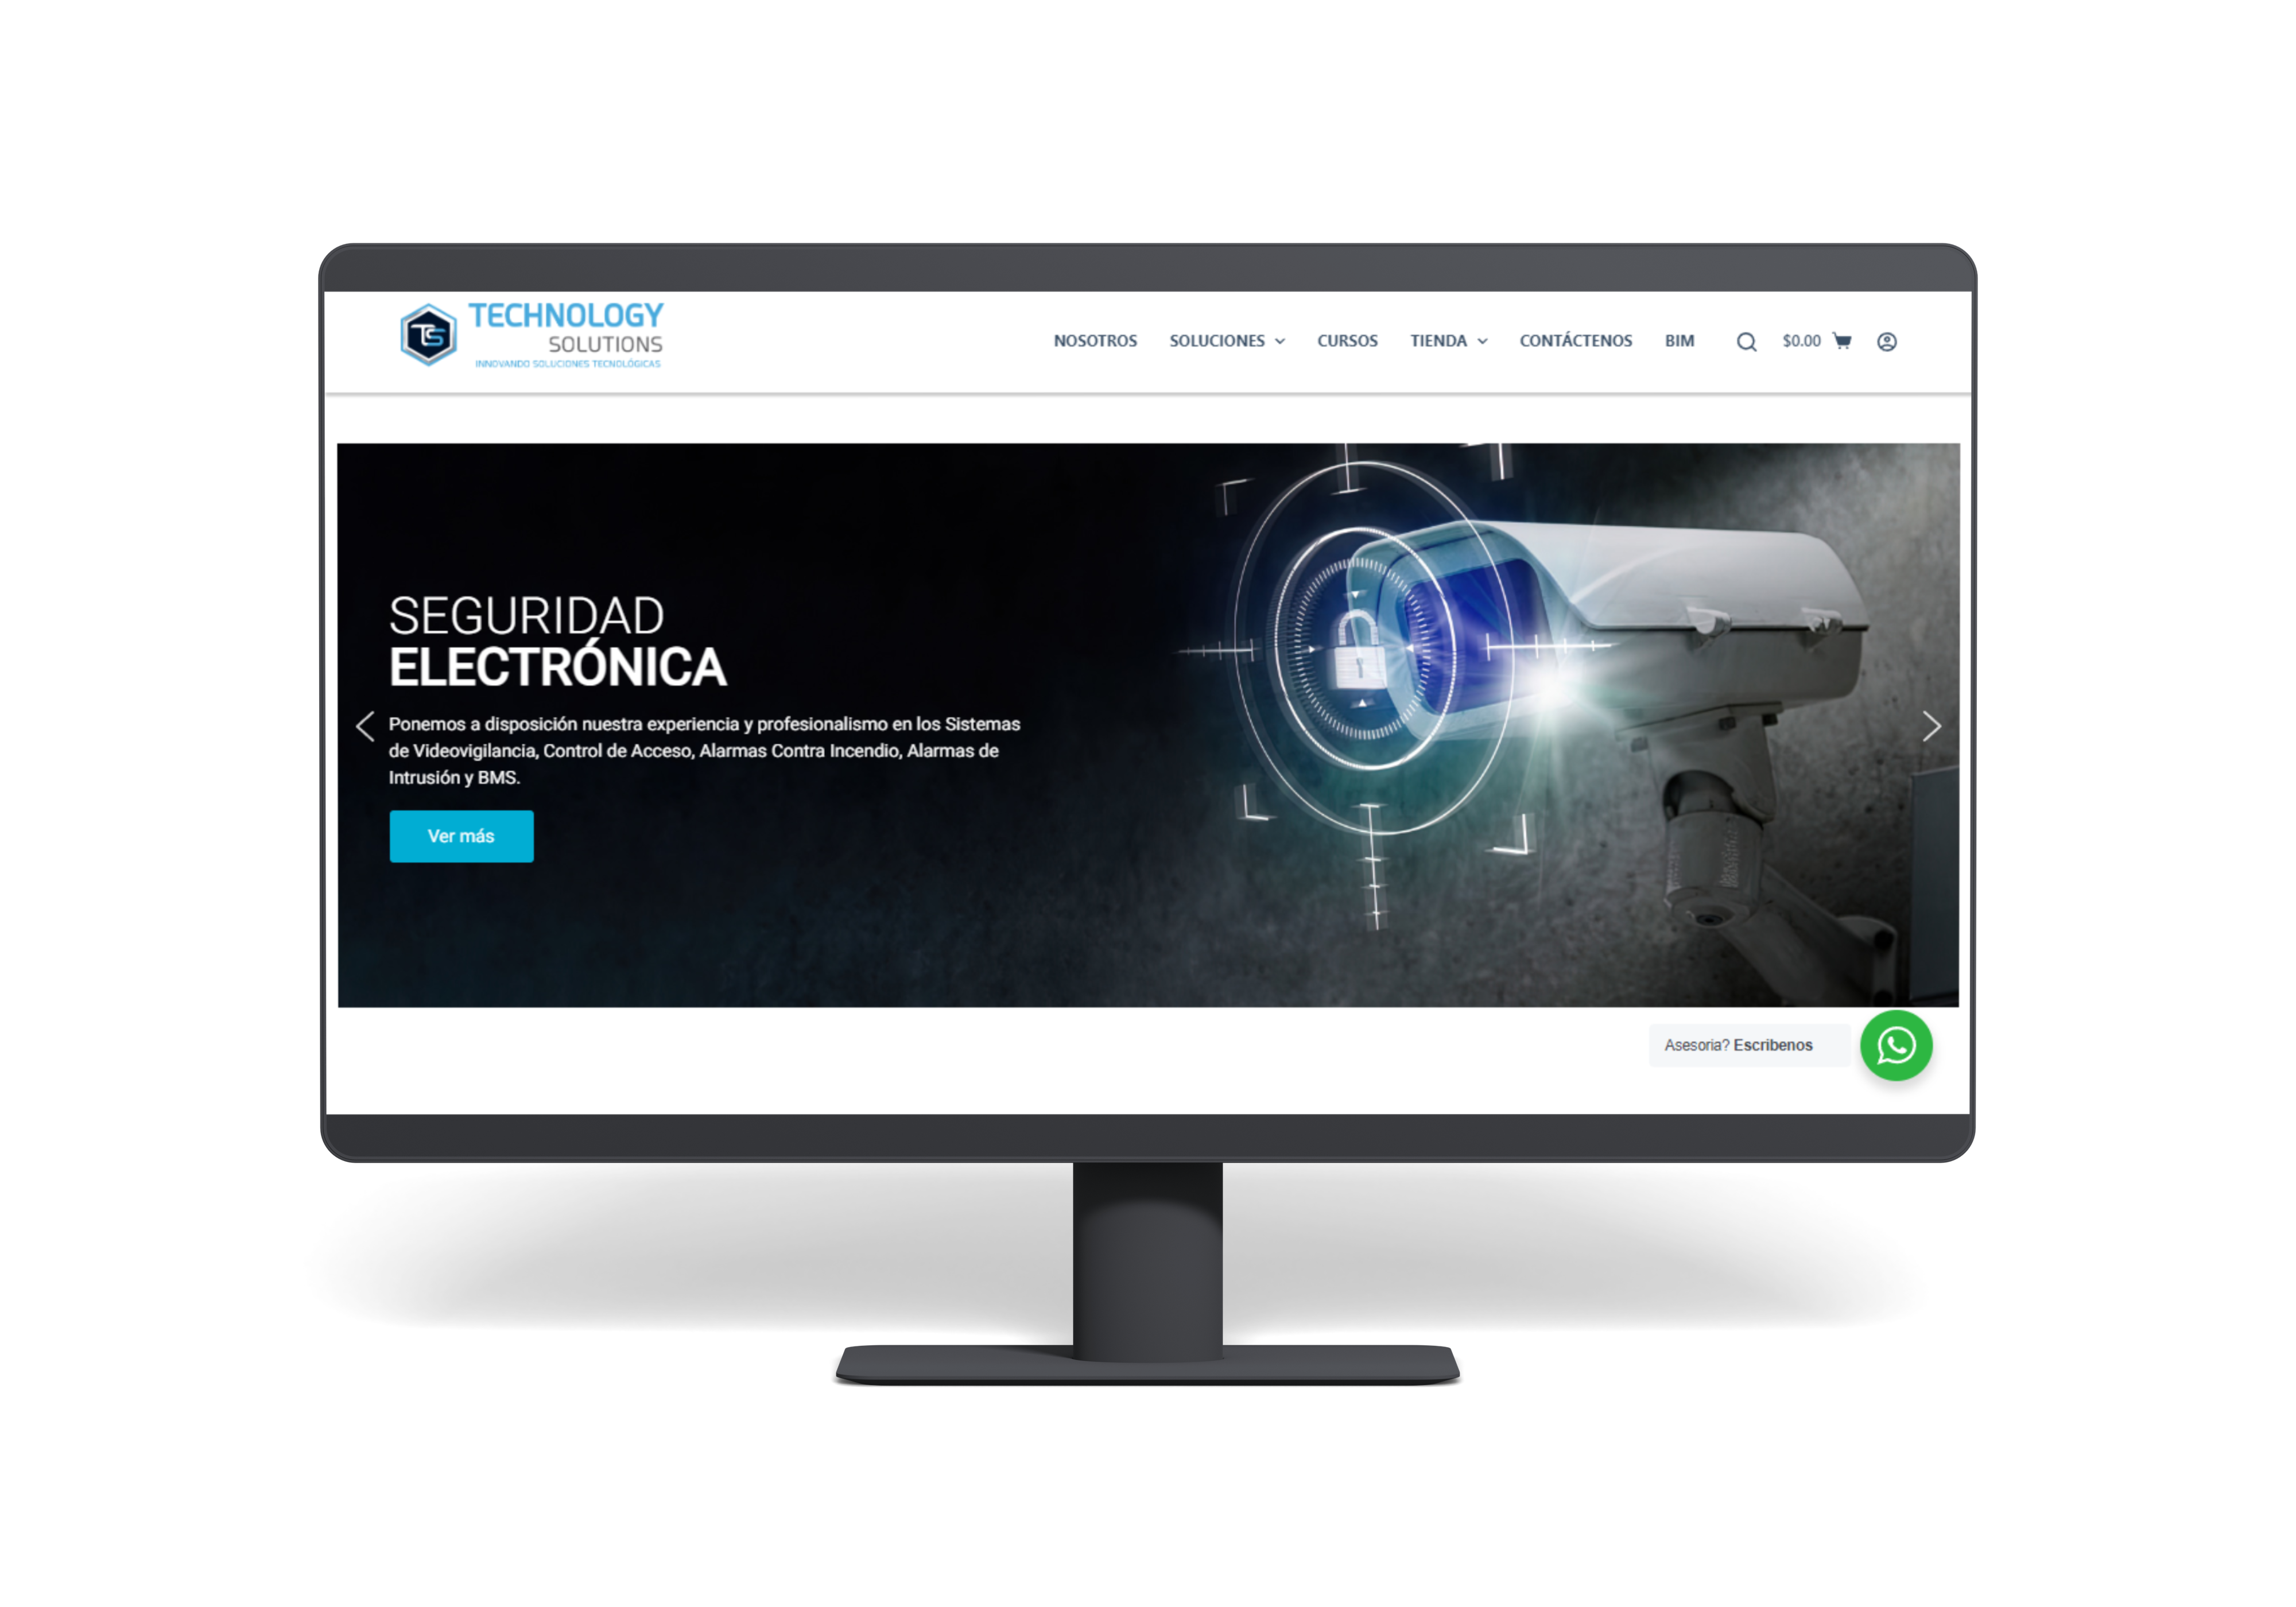 TECHNOLOGY
SOLUTIONS
INNOVANDO SOLUCIONES TECNOLÓGICAS
NOSOTROS SOLUCIONES CURSOS TIENDA CONTÁCTENOS BIM $0.00
SEGURIDAD
ELECTRÓNICA
Ponemos a disposición nuestra experiencia y profesionalismo en los Sistemas
de Videovigilancia, Control de Acceso, Alarmas Contra Incendio, Alarmas de
Intrusión y BMS.
Ver más
Asesoria? Escribenos